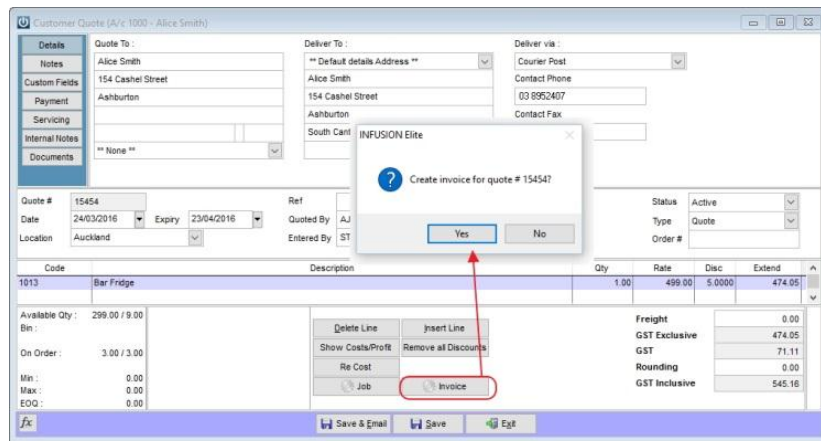 Customer Quote (A/c 1000 - Alice Smith)
Details
Notes
Custom Fields
Payment
Servicing
Internal Notes
Documents
Quote To :
Alice Smith
154 Cashel Street
Ashburton
** None **
Deliver To :
** Default details Address **
Alice Smith
154 Cashel Street
Ashburton
South Cant
Deliver via :
Courier Post
Contact Phone
03 8952407
Contact Fax
INFUSION Elite
Create invoice for quote # 15454?
Yes No
Quote # 15454 Ref Status Active
Date 24/03/2016 Expiry 23/04/2016 Quoted By AJ Type Quote
Location Auckland Entered By ST Order #
Code Description Qty Rate Disc Extend
1013 Bar Fridge 1.00 499.00 5.0000 474.05
Available Qty : 299.00 / 9.00
Bin :
On Order : 3.00 / 3.00
Min : 0.00
Max : 0.00
EOQ : 0.00
Delete Line Insert Line
Show Costs/Profit Remove all Discounts
Re Cost
Job Invoice
Freight 0.00
GST Exclusive 474.05
GST 71.11
Rounding 0.00
GST Inclusive 545.16
fx Save & Email Save Exit